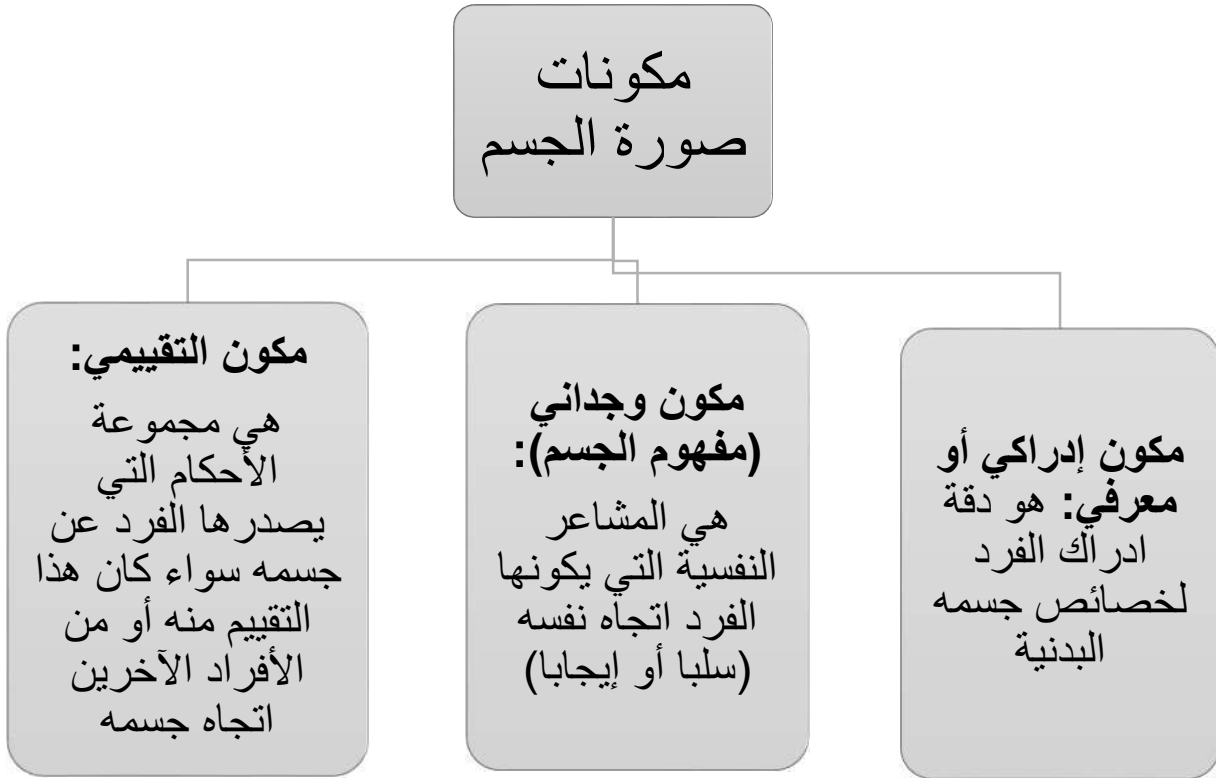 مكونات
صورة الجسم
مكون إدراكي أو
معرفي: هو دقة
ادراك الفرد
لخصائص جسمه
البدنية
مكون وجداني
(مفهوم الجسم):
هي المشاعر
النفسية التي يكونها
الفرد اتجاه نفسه
(سلبا أو إيجابا)
مكون التقييمي:
هي مجموعة
الأحكام التي
يصدرها الفرد عن
جسمه سواء كان هذا
التقييم منه أو من
الأفراد الآخرين
اتجاه جسمه